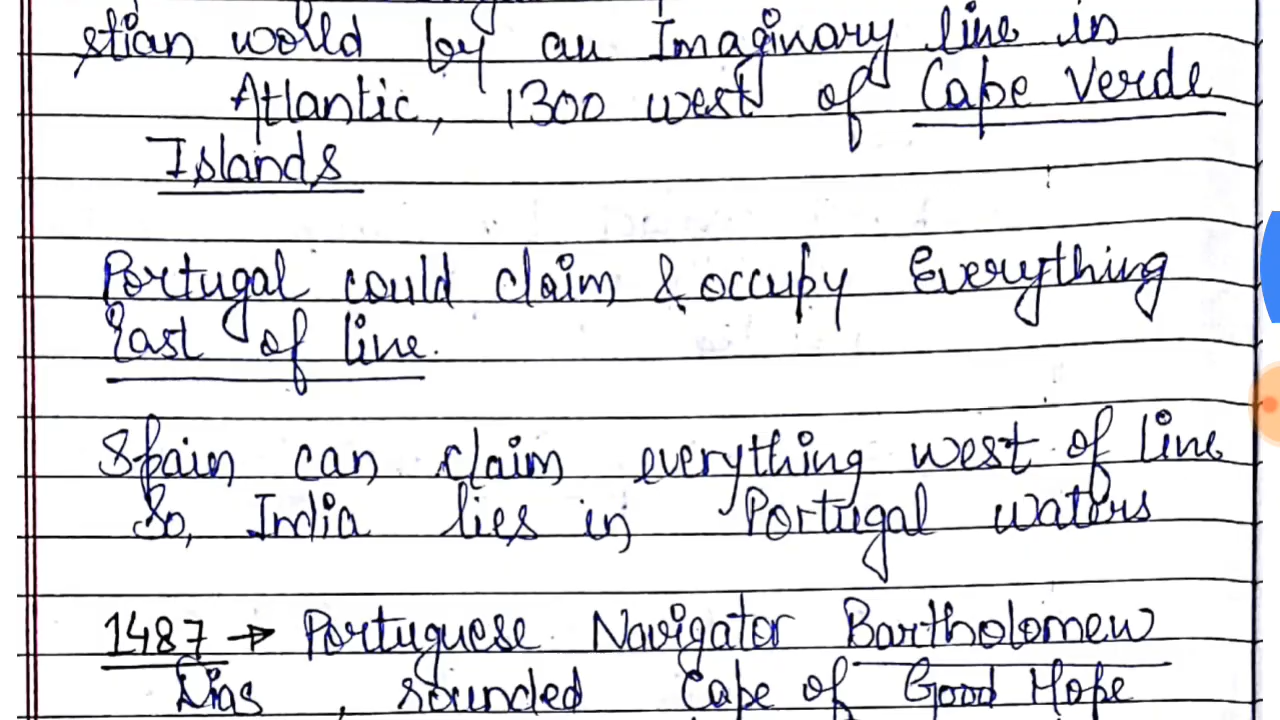 stian world by an Imaginary line in
Atlantic, 1300 west of Cape Verde
Islands
Portugal could claim & occupy Everything
East of line.
Spain can claim everything west of line
So, India lies in Portugal waters
1487 → Portuguese Navigator Bartholomew
Dias, rounded Cape of Good Hope